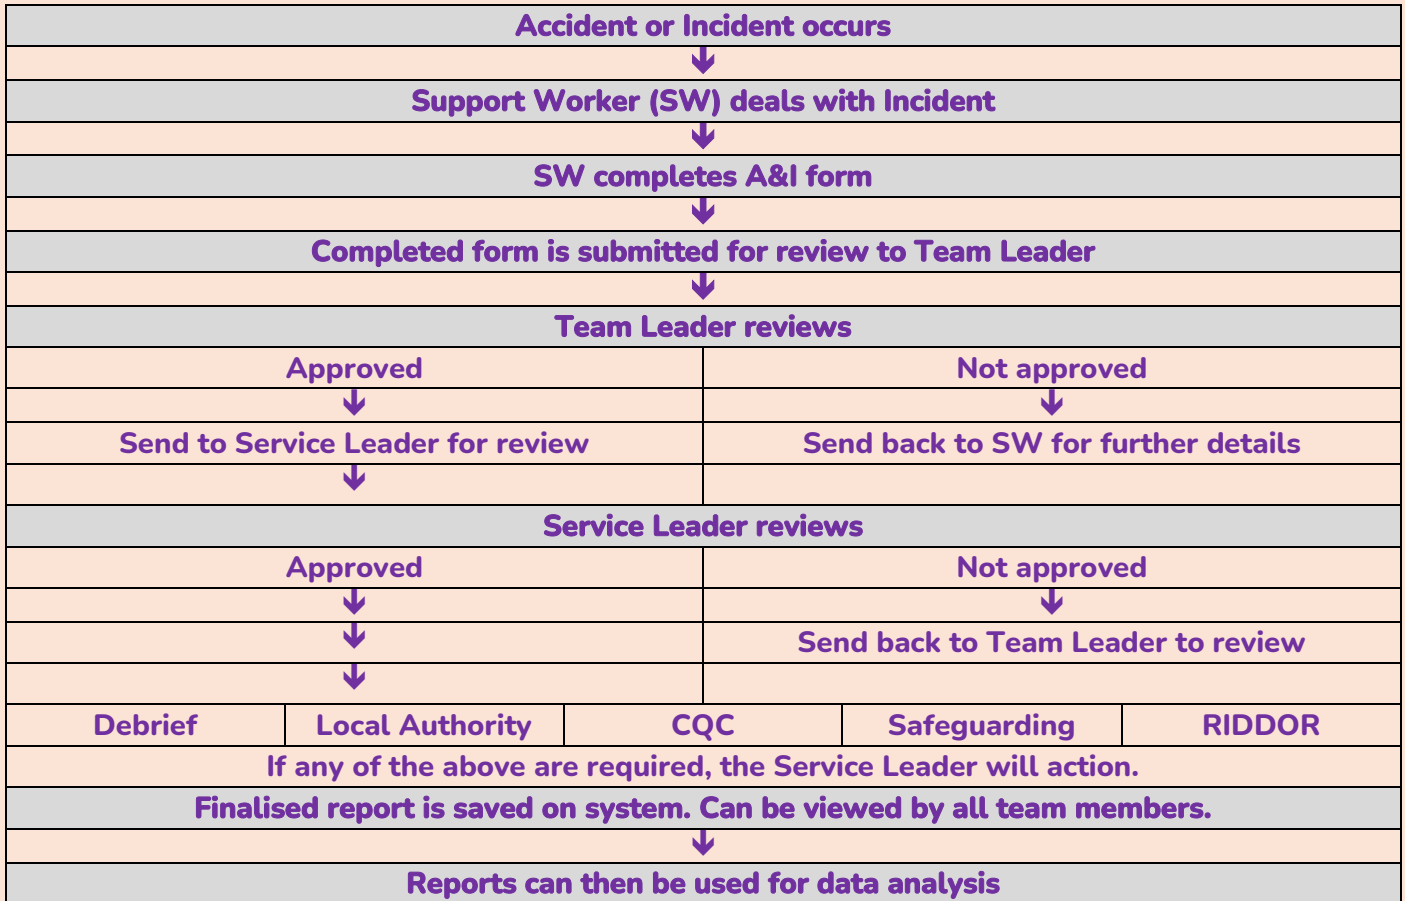 Accident or Incident occurs
Support Worker (SW) deals with Incident
SW completes A&I form
Completed form is submitted for review to Team Leader
Team Leader reviews
Approved
Not approved
Send to Service Leader for review
Send back to SW for further details
Service Leader reviews
Approved
Not approved
Send back to Team Leader to review
Debrief
Local Authority
CQC
Safeguarding
RIDDOR
If any of the above are required, the Service Leader will action.
Finalised report is saved on system. Can be viewed by all team members.
Reports can then be used for data analysis